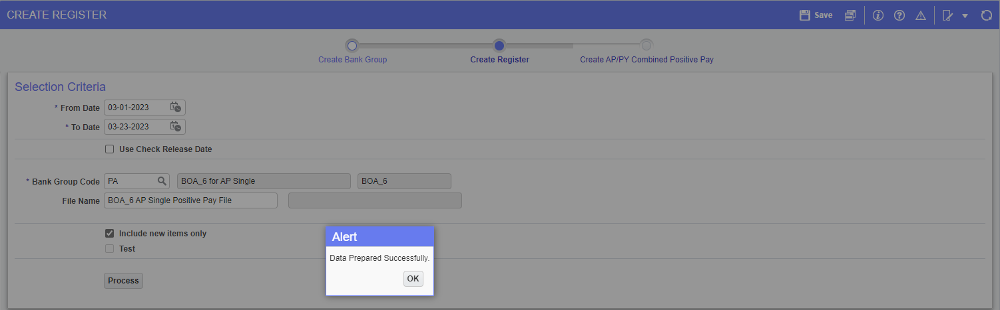 CREATE REGISTER
Save
Create Bank Group
Create Register
Create AP/PY Combined Positive Pay
Selection Criteria
* From Date 03-01-2023
* To Date 03-23-2023
Use Check Release Date
* Bank Group Code PA BOA_6 for AP Single BOA_6
File Name BOA_6 AP Single Positive Pay File
Include new items only
Test
Process
Alert
Data Prepared Successfully.
OK